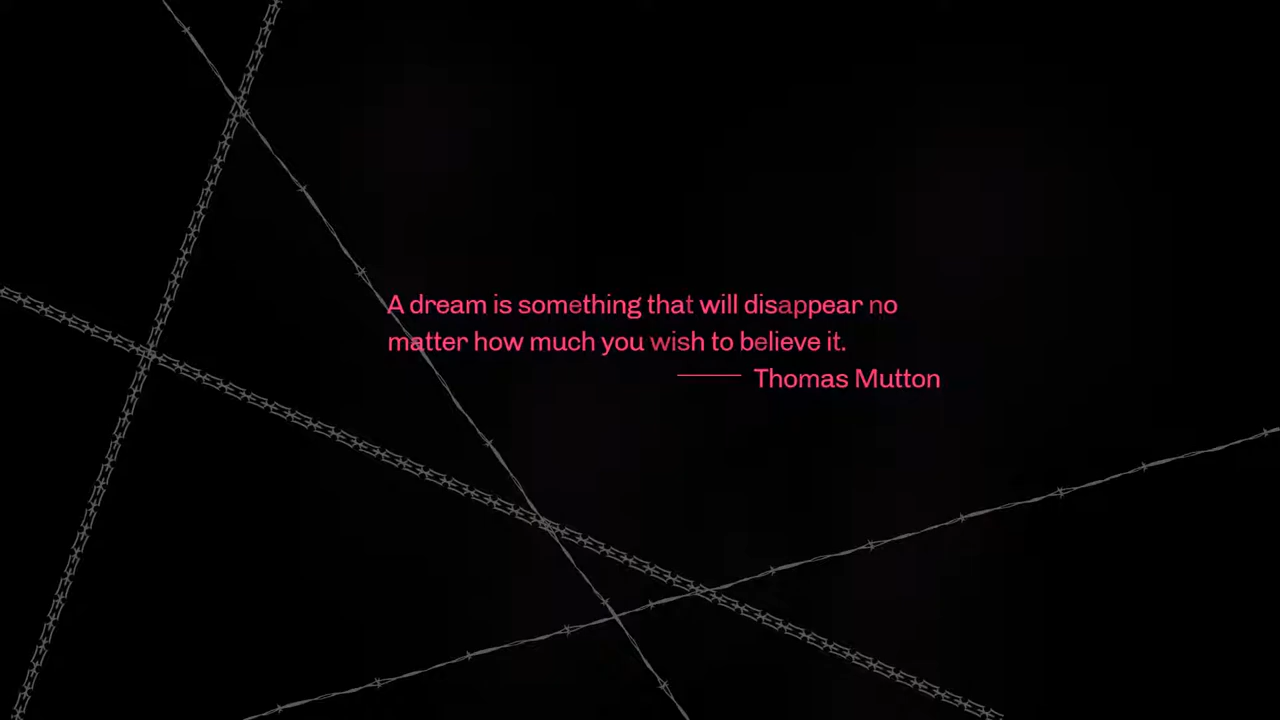 A dream is something that will disappear no
matter how much you wish to believe it.
—— Thomas Mutton